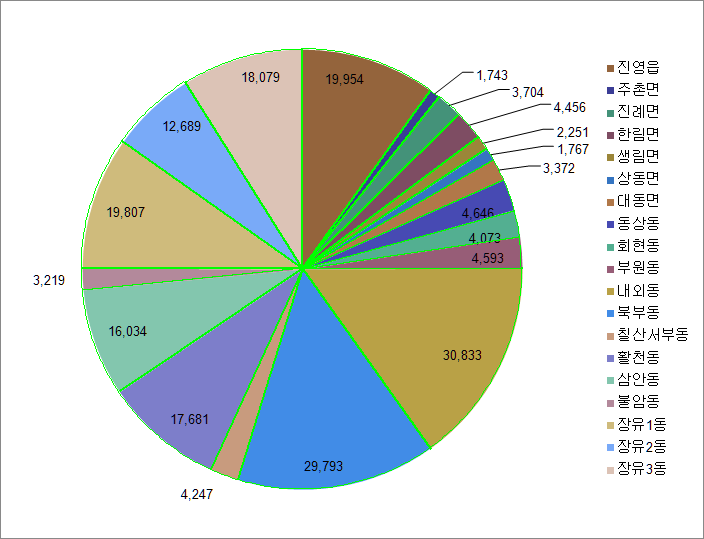 18,079
19,954
1,743
3,704
4,456
2,251
1,767
3,372
4,646
4,073
4,593
30,833
29,793
4,247
17,681
16,034
3,219
19,807
12,689
진영읍
주촌면
진례면
한림면
생림면
상동면
대동면
동상동
회현동
부원동
내외동
북부동
칠산서부동
활천동
삼안동
불암동
장유1동
장유2동
장유3동